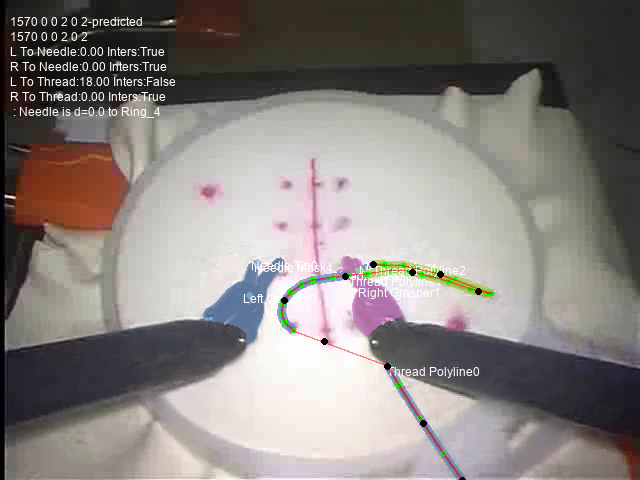 1570 0 0 2 0 2-predicted
1570 0 0 2 0 2
L To Needle:0.00 Inters:True
R To Needle:0.00 Inters:True
L To Thread:18.00 Inters:False
R To Thread:0.00 Inters:True
: Needle is d=0.0 to Ring_4
Thread Polyline2
Thread Polyline
Right Grasper1
Left
Thread Polyline0